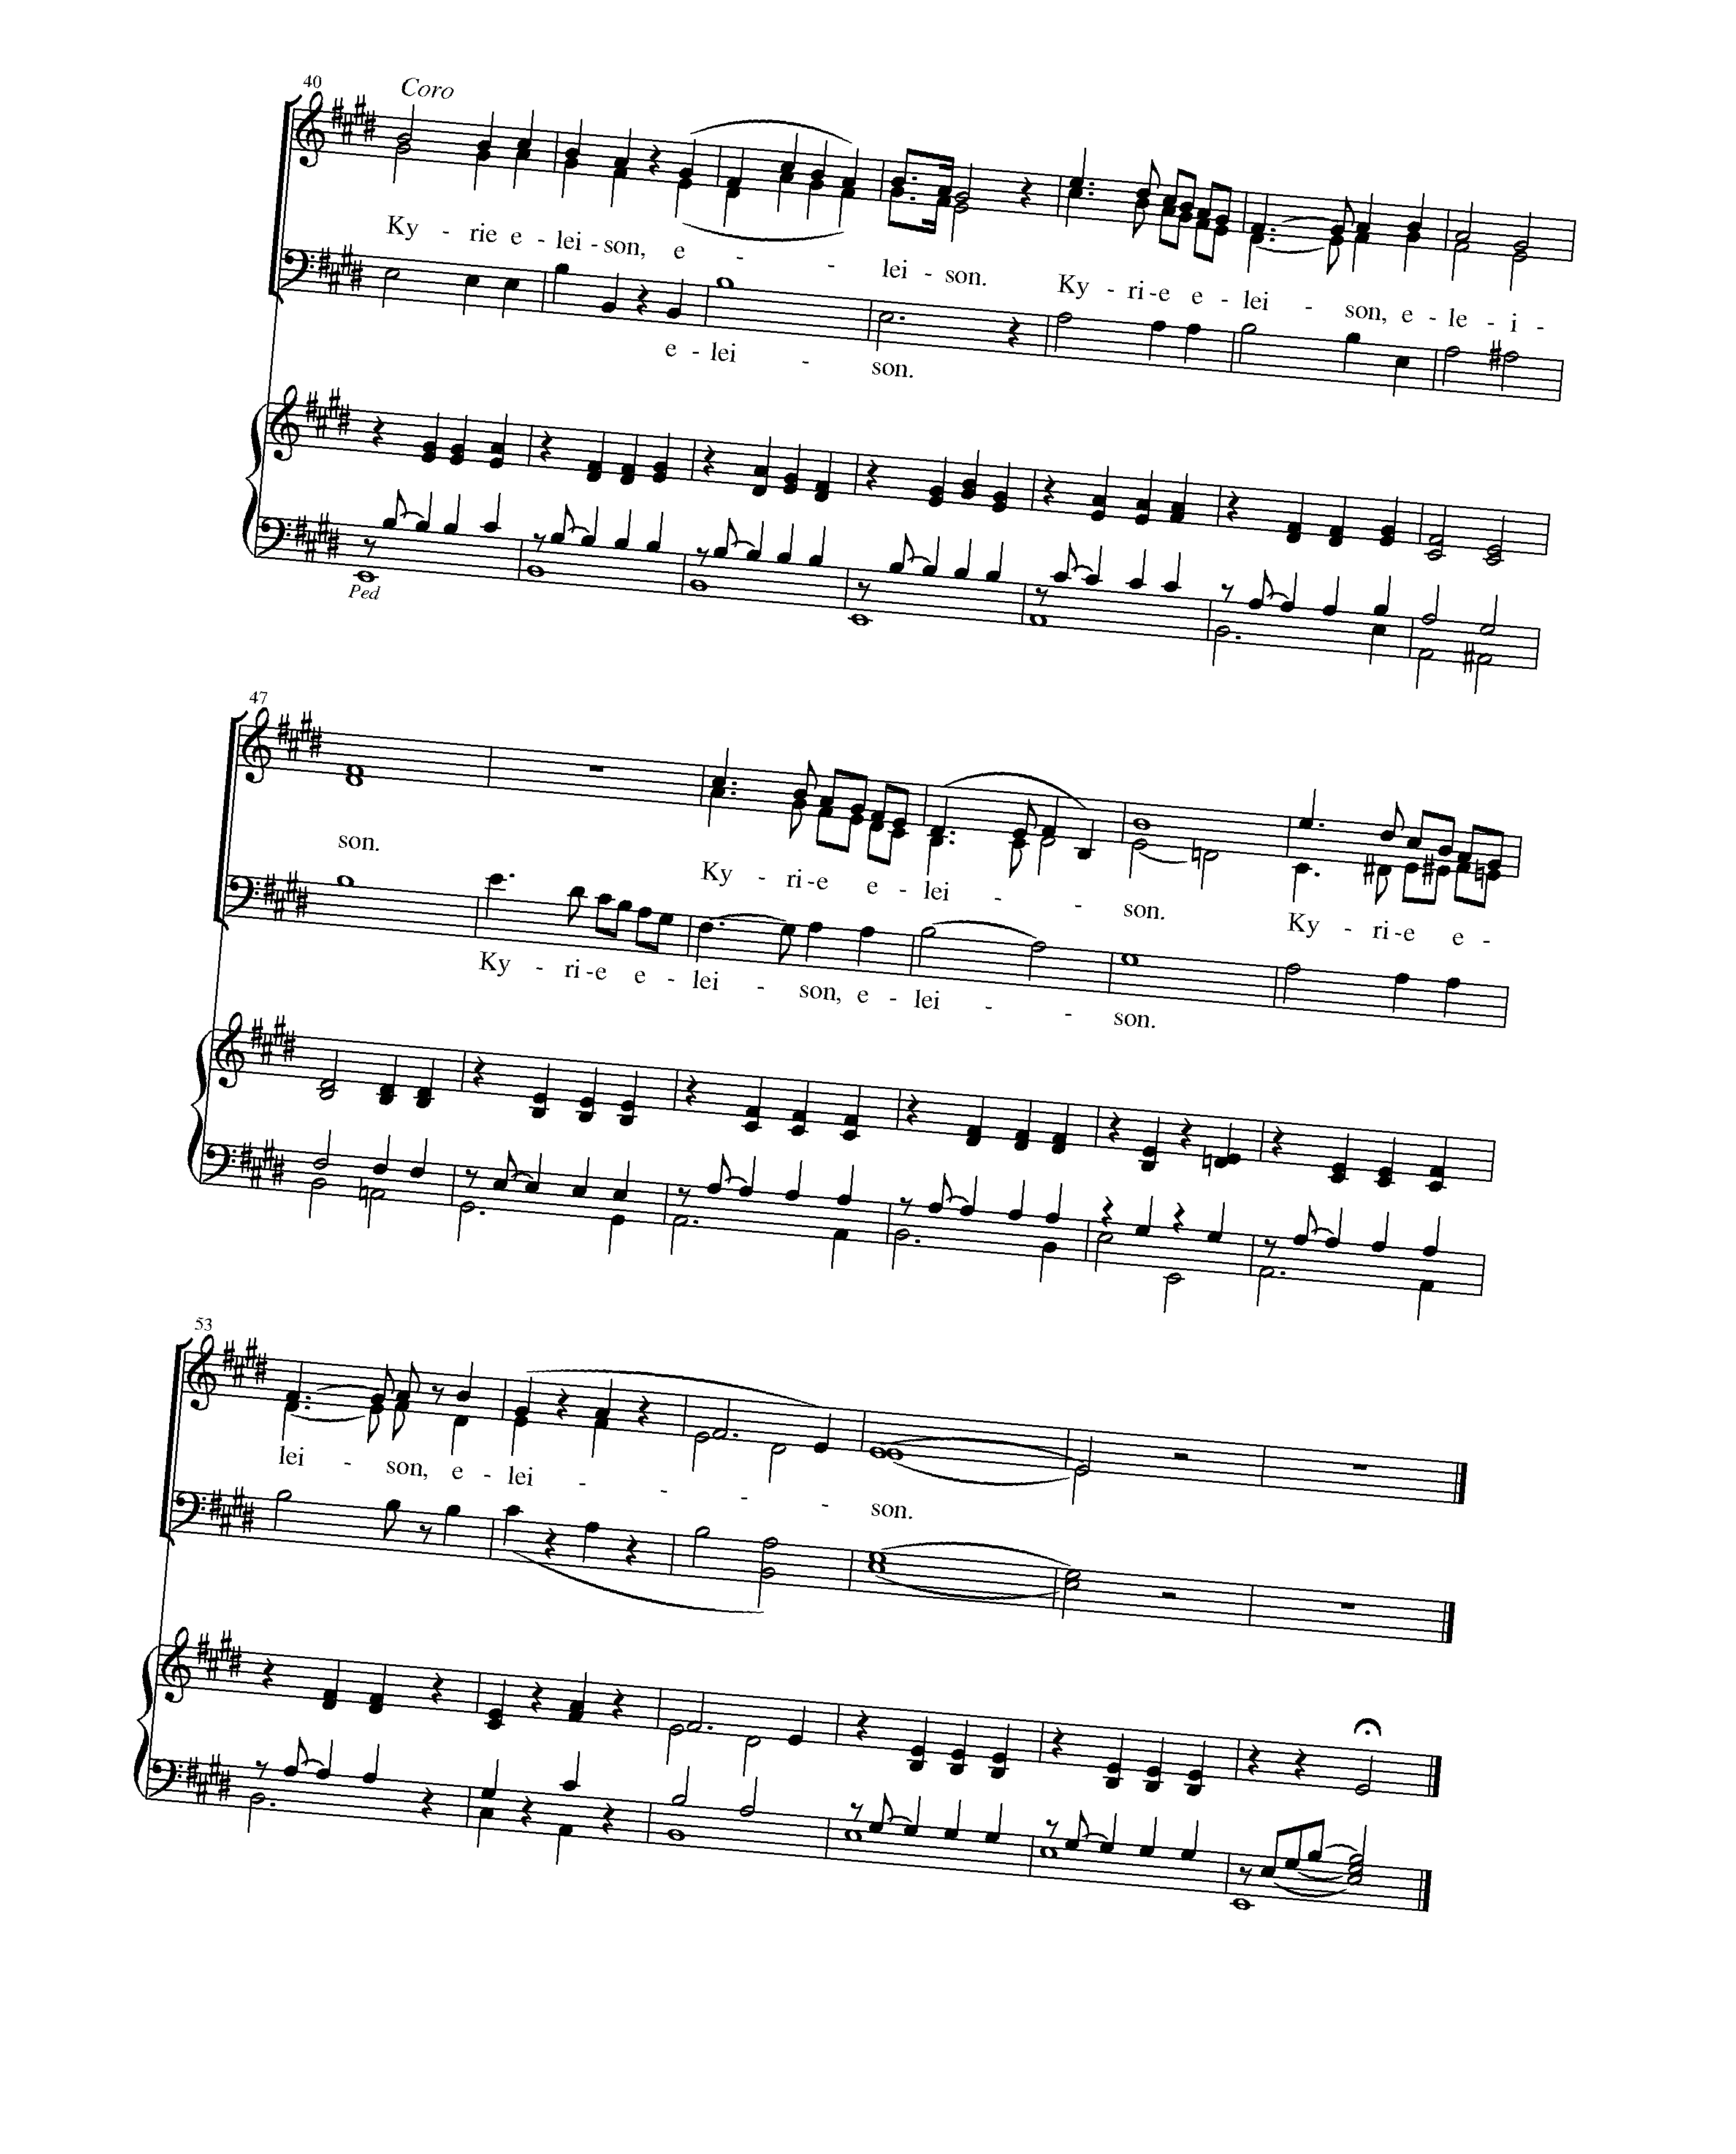 40
Coro
Ky - rie e - lei - son, e - - lei - son. Ky - ri - e e - lei - son, e - le - i -
e - lei - son.
Ped
47
son. Ky - ri - e e - lei - - son. Ky - ri - e e -
Ky - ri - e e - lei - son, e - lei - - son.
53
lei - son, e - lei - - - - son.